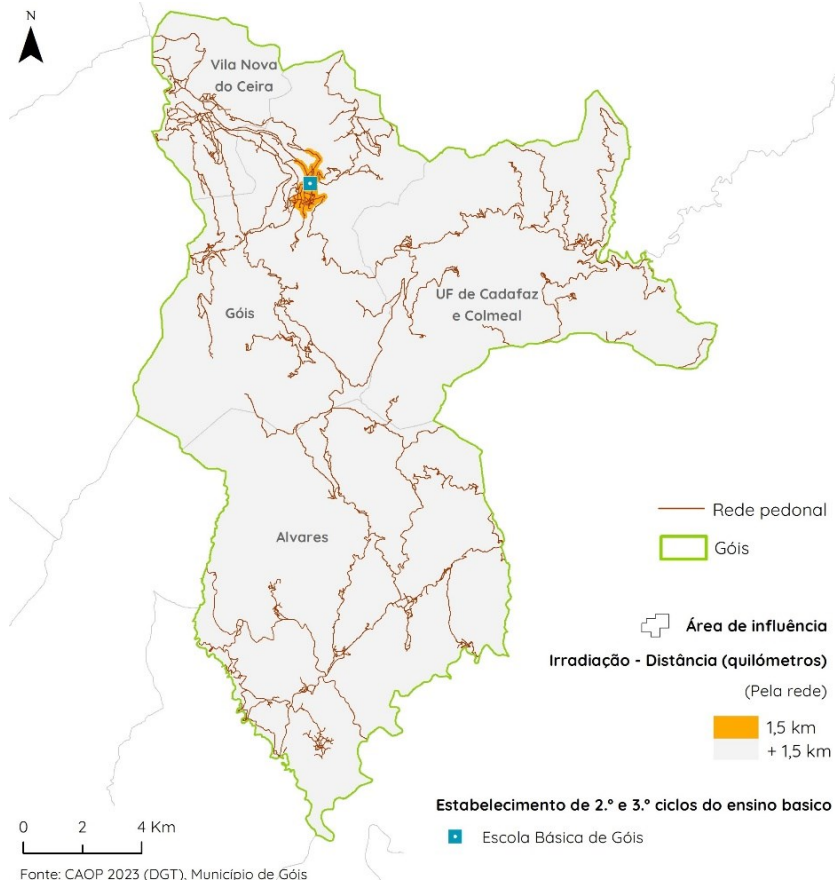 N
Vila Nova
do Ceira
Góis
UF de Cadafaz
e Colmeal
Alvares
Rede pedonal
Góis
Área de influência
Irradiação - Distância (quilómetros)
(Pela rede)
1,5 km
+ 1,5 km
Estabelecimento de 2.º e 3.º ciclos do ensino basico
Escola Básica de Góis
0 2 4 Km
Fonte: CAOP 2023 (DGT), Município de Góis